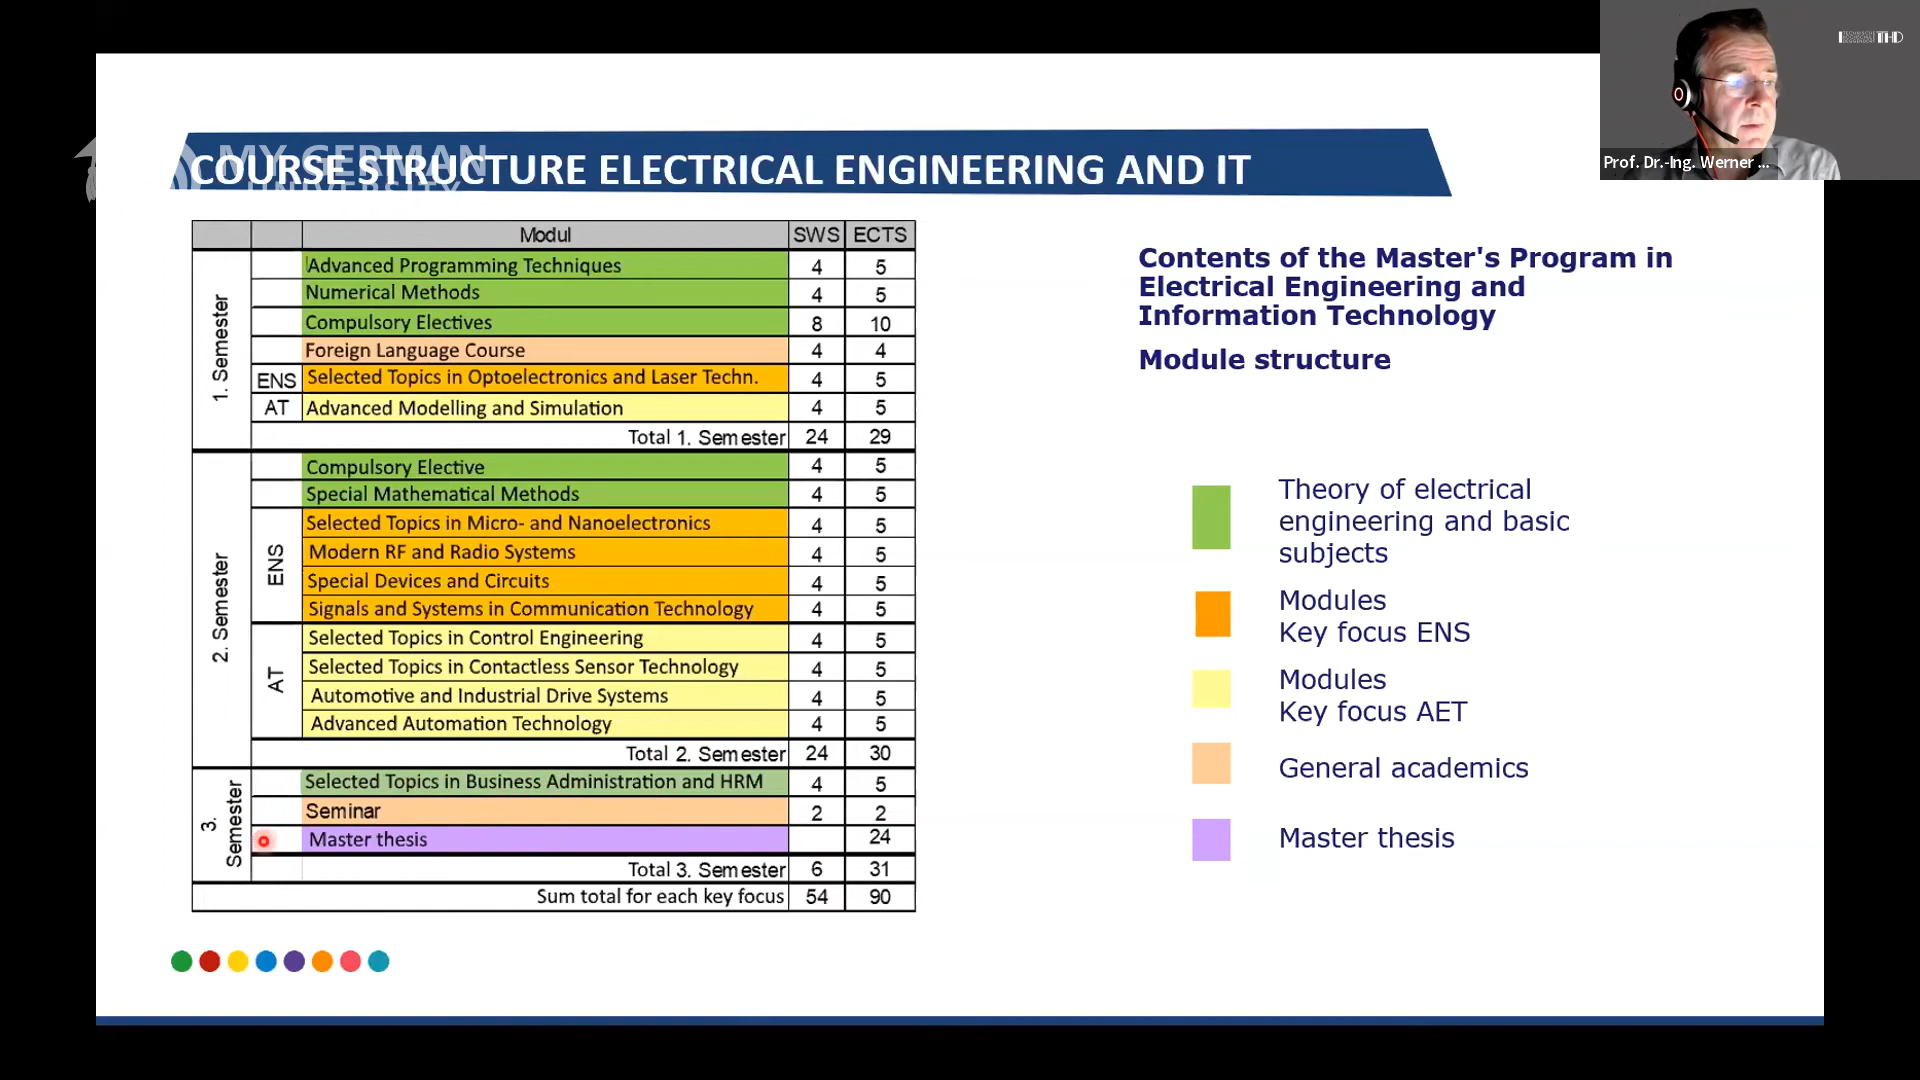 MY GERMAN
UNIVERSITY
COURSE STRUCTURE ELECTRICAL ENGINEERING AND IT
THD
Prof. Dr.-Ing. Werner ...
Modul SWS ECTS
1. Semester
Advanced Programming Techniques 4 5
Numerical Methods 4 5
Compulsory Electives 8 10
Foreign Language Course 4 4
ENS Selected Topics in Optoelectronics and Laser Techn. 4 5
AT Advanced Modelling and Simulation 4 5
Total 1. Semester 24 29
2. Semester
Compulsory Elective 4 5
Special Mathematical Methods 4 5
ENS
Selected Topics in Micro- and Nanoelectronics 4 5
Modern RF and Radio Systems 4 5
Special Devices and Circuits 4 5
Signals and Systems in Communication Technology 4 5
AT
Selected Topics in Control Engineering 4 5
Selected Topics in Contactless Sensor Technology 4 5
Automotive and Industrial Drive Systems 4 5
Advanced Automation Technology 4 5
Total 2. Semester 24 30
3.
Semester
Selected Topics in Business Administration and HRM 4 5
Seminar 2 2
Master thesis 24
Total 3. Semester 6 31
Sum total for each key focus 54 90
Contents of the Master's Program in
Electrical Engineering and
Information Technology
Module structure
Theory of electrical
engineering and basic
subjects
Modules
Key focus ENS
Modules
Key focus AET
General academics
Master thesis